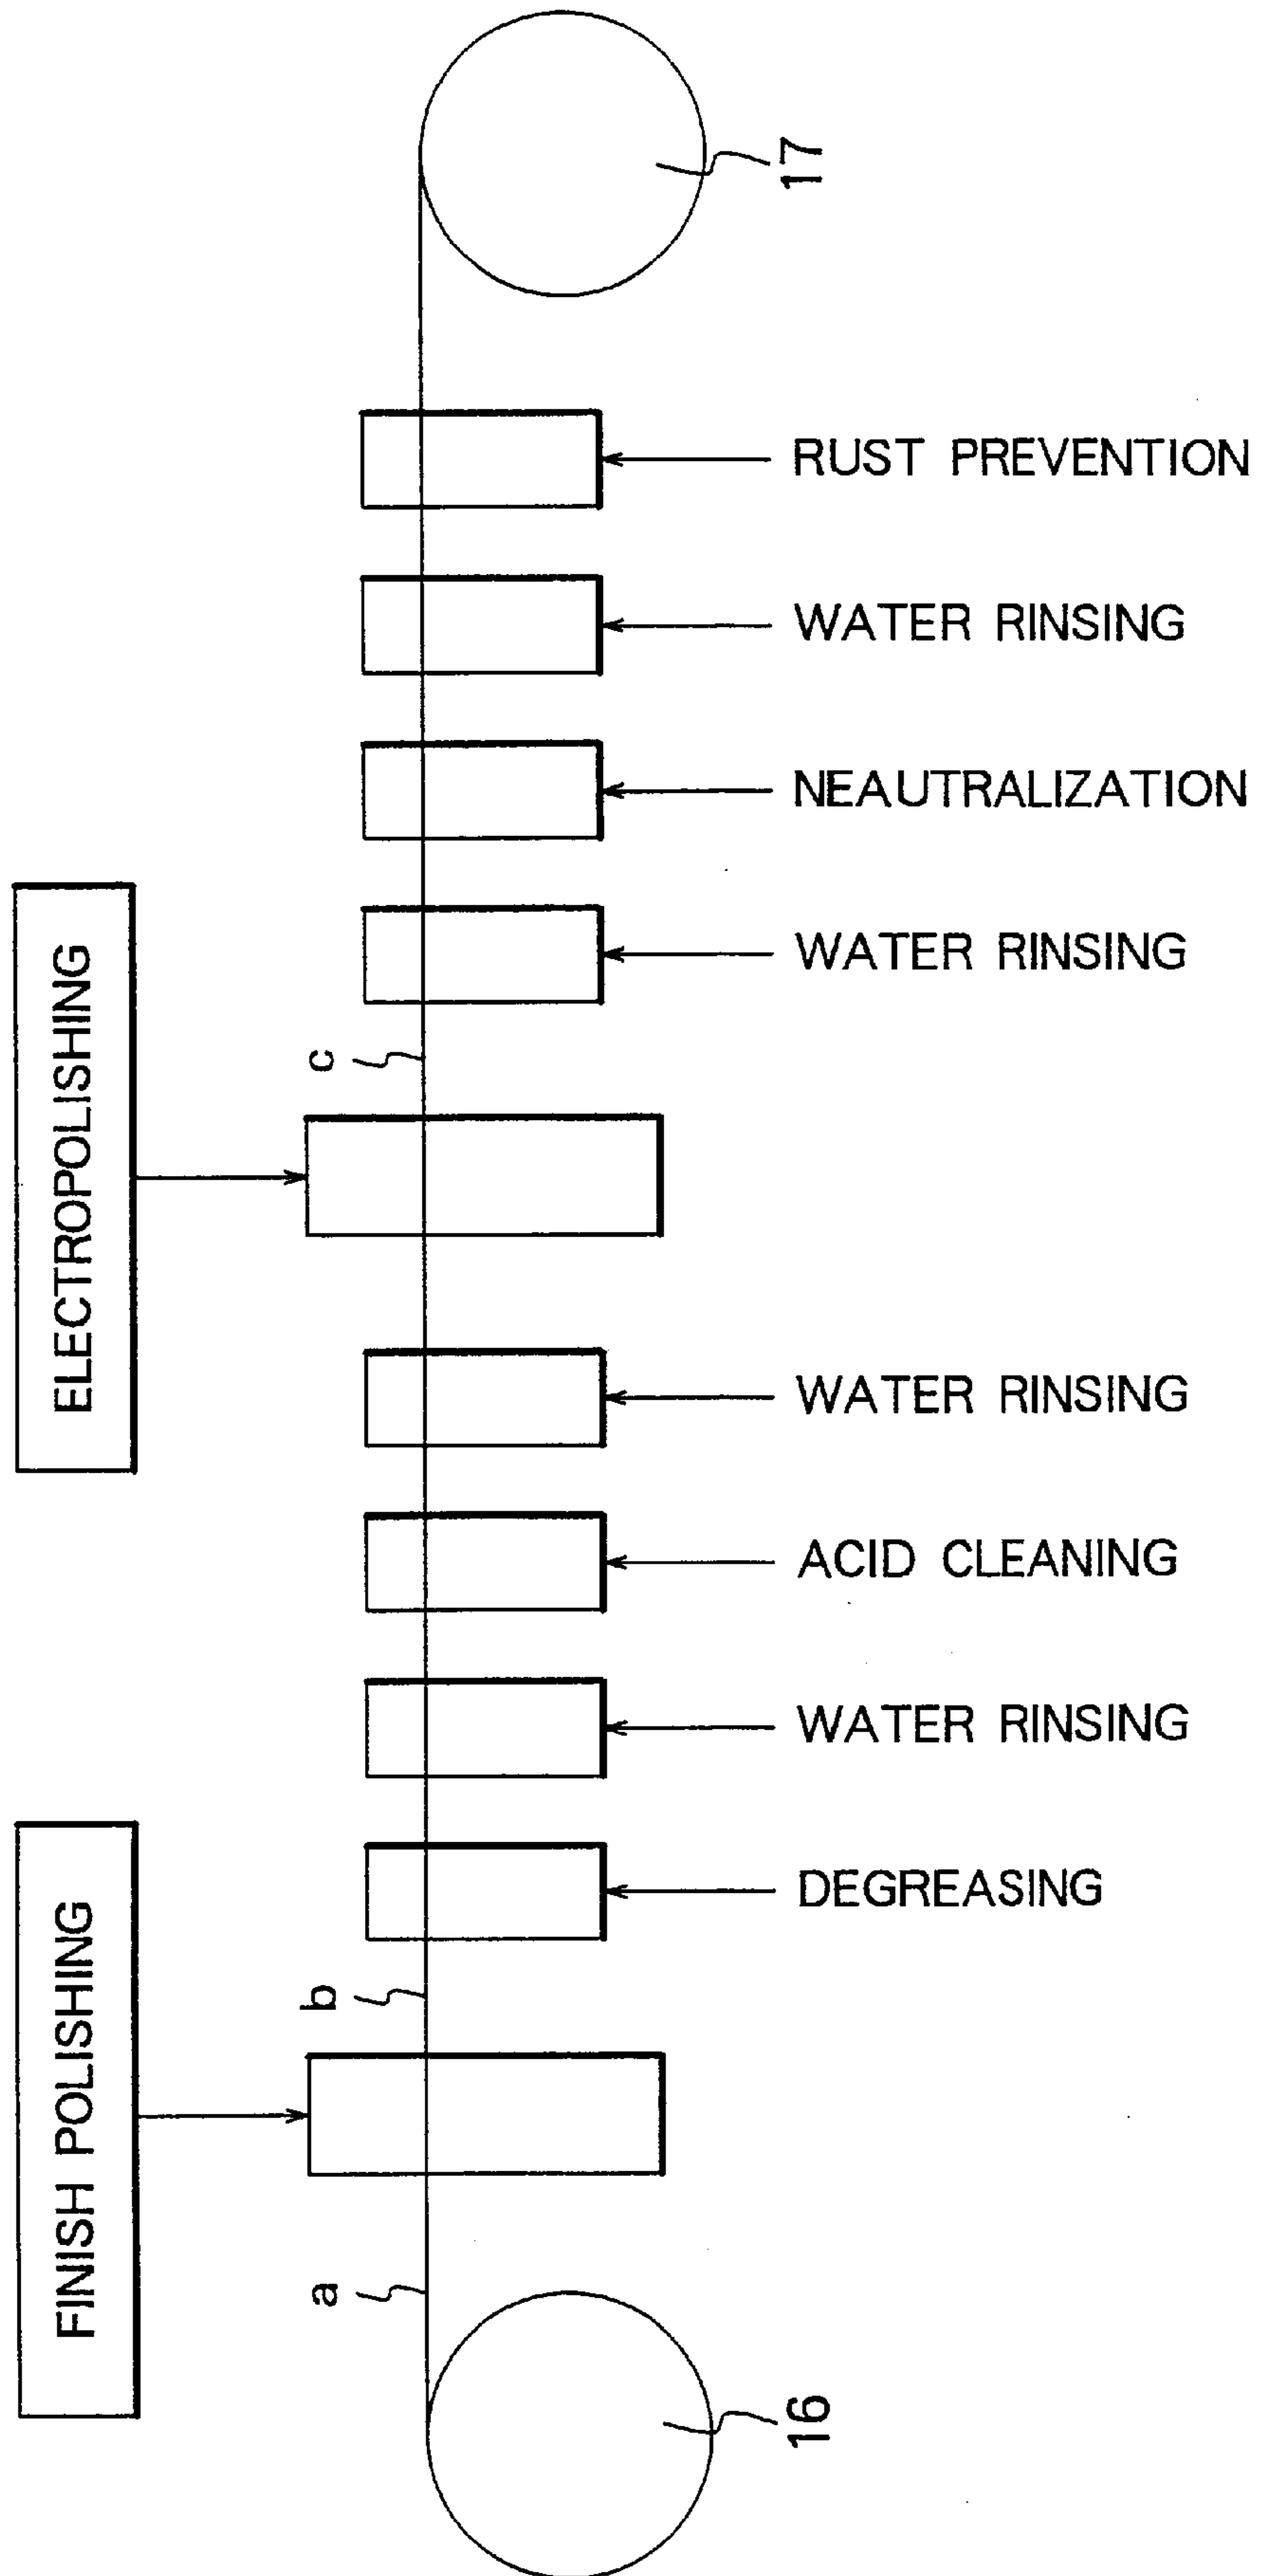 FINISH POLISHING
ELECTROPOLISHING
a
b
c
16
17
DEGREASING
WATER RINSING
ACID CLEANING
WATER RINSING
WATER RINSING
NEAUTRALIZATION
WATER RINSING
RUST PREVENTION